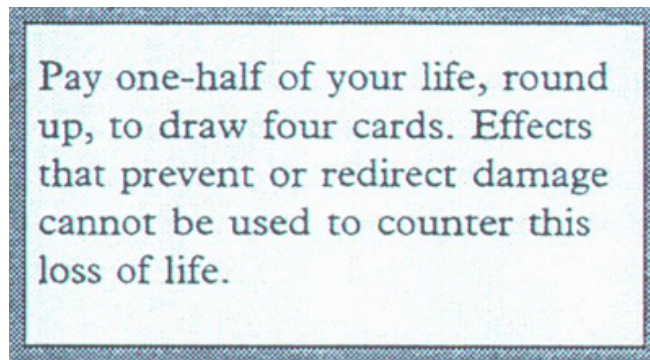 Pay one-half of your life, round
up, to draw four cards. Effects
that prevent or redirect damage
cannot be used to counter this
loss of life.